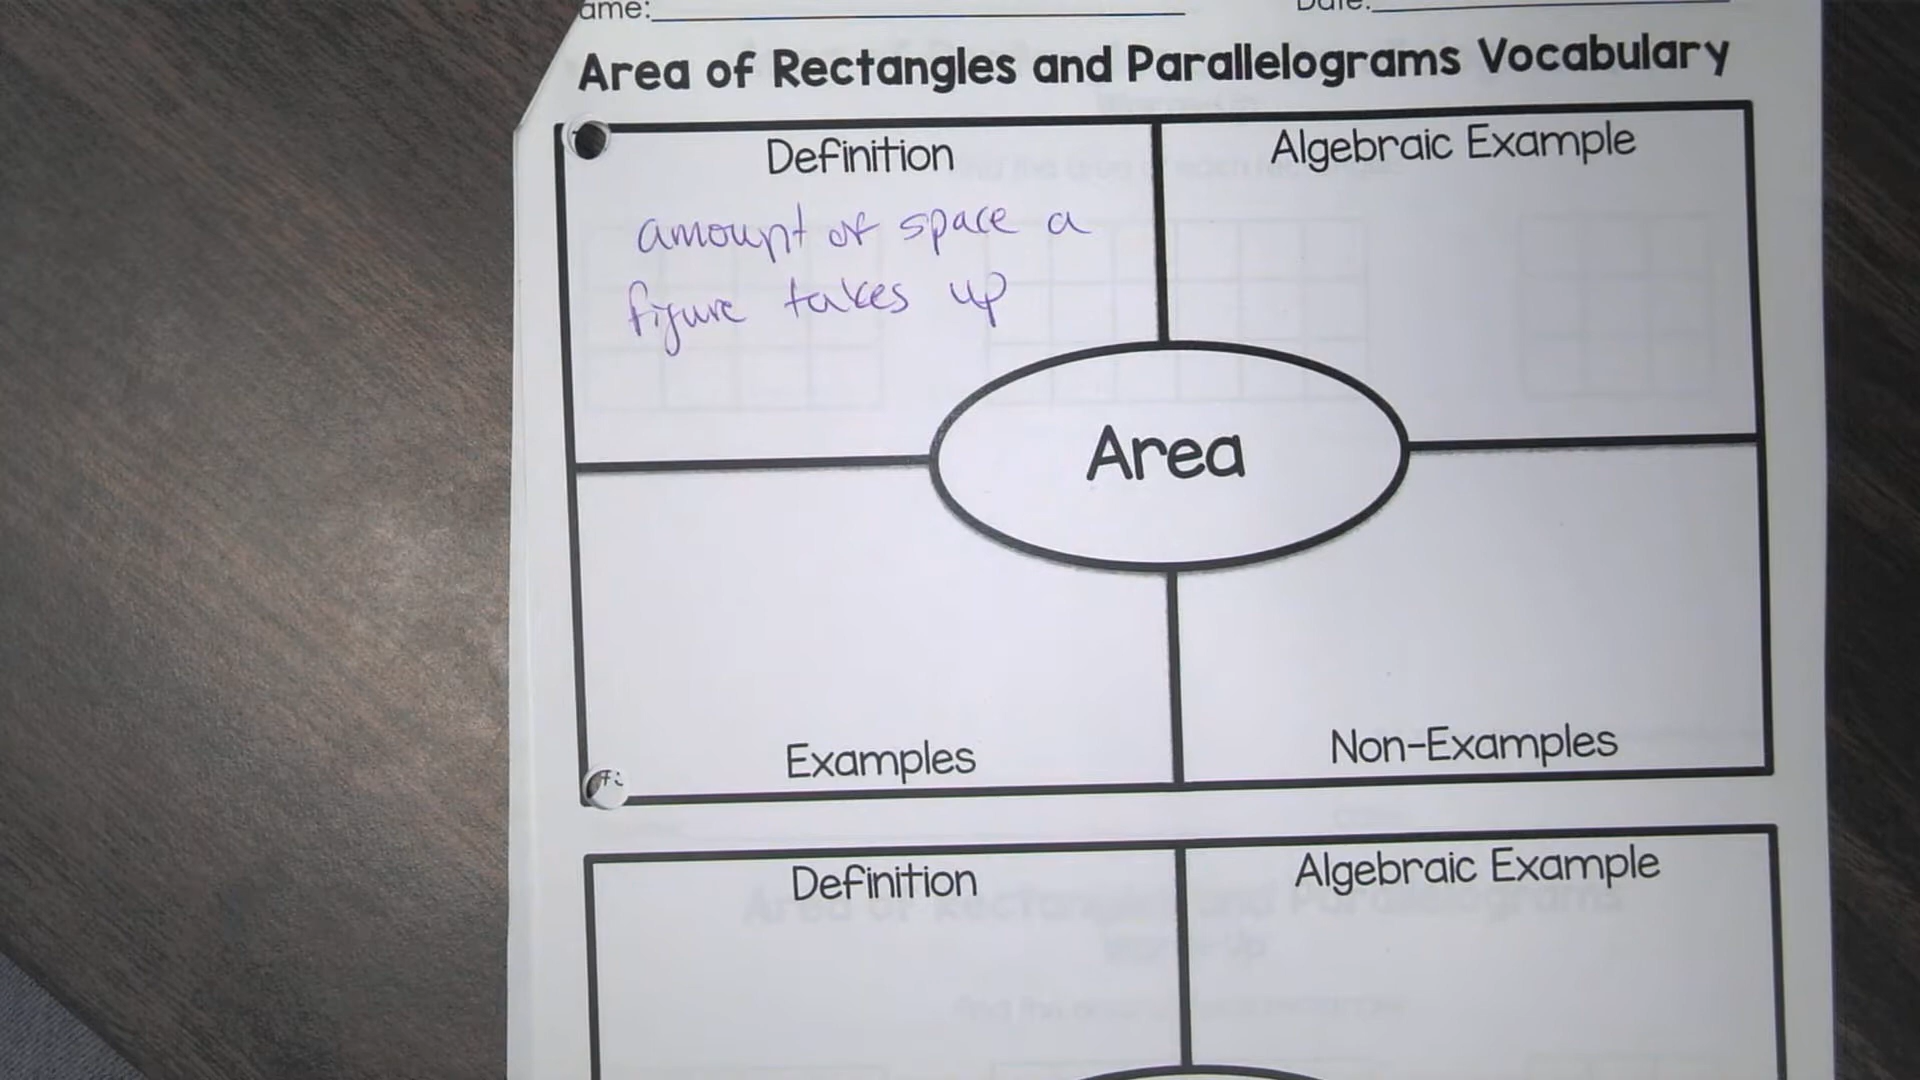 ame:
Date:
Area of Rectangles and Parallelograms Vocabulary
Definition
amount of space a
figure takes up
Algebraic Example
Area
Examples
Non-Examples
Definition
Algebraic Example